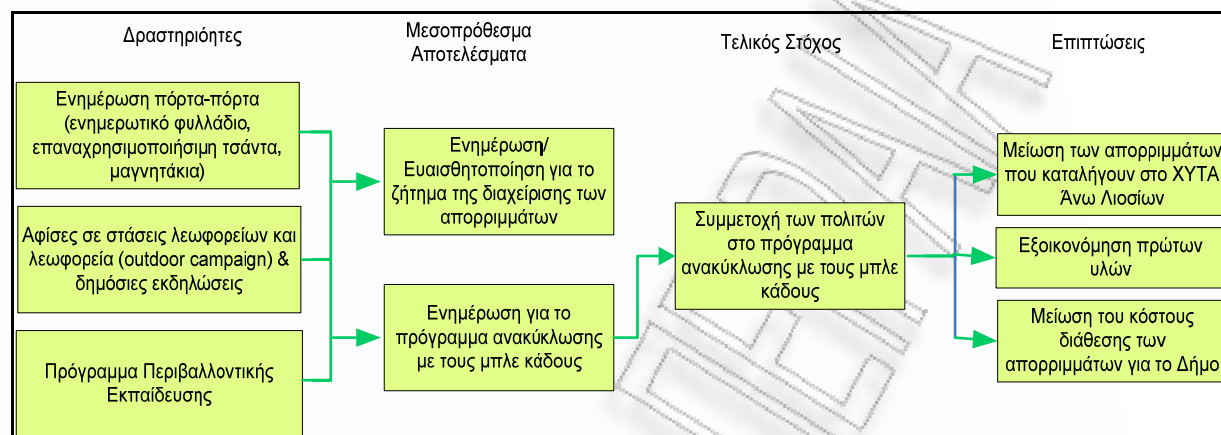 Δραστηριόητες
Μεσοπρόθεσμα
Αποτελέσματα
Τελικός Στόχος
Επιπτώσεις
Ενημέρωση πόρτα-πόρτα
(ενημερωτικό φυλλάδιο,
επαναχρησιμοποιήσιμη τσάντα,
μαγνητάκια)
Αφίσες σε στάσεις λεωφορείων και
λεωφορεία (outdoor campaign) &
δημόσιες εκδηλώσεις
Πρόγραμμα Περιβαλλοντικής
Εκπαίδευσης
Ενημέρωση/
Ευαισθητοποίηση για το
ζήτημα της διαχείρισης των
απορριμμάτων
Ενημέρωση για το
πρόγραμμα ανακύκλωσης
με τους μπλε κάδους
Συμμετοχή των πολιτών
στο πρόγραμμα
ανακύκλωσης με τους μπλε
κάδους
Μείωση των απορριμμάτων
που καταλήγουν στο ΧΥΤΑ
Άνω Λιοσίων
Εξοικονόμηση πρώτων
υλών
Μείωση του κόστους
διάθεσης των
απορριμμάτων για το Δήμο